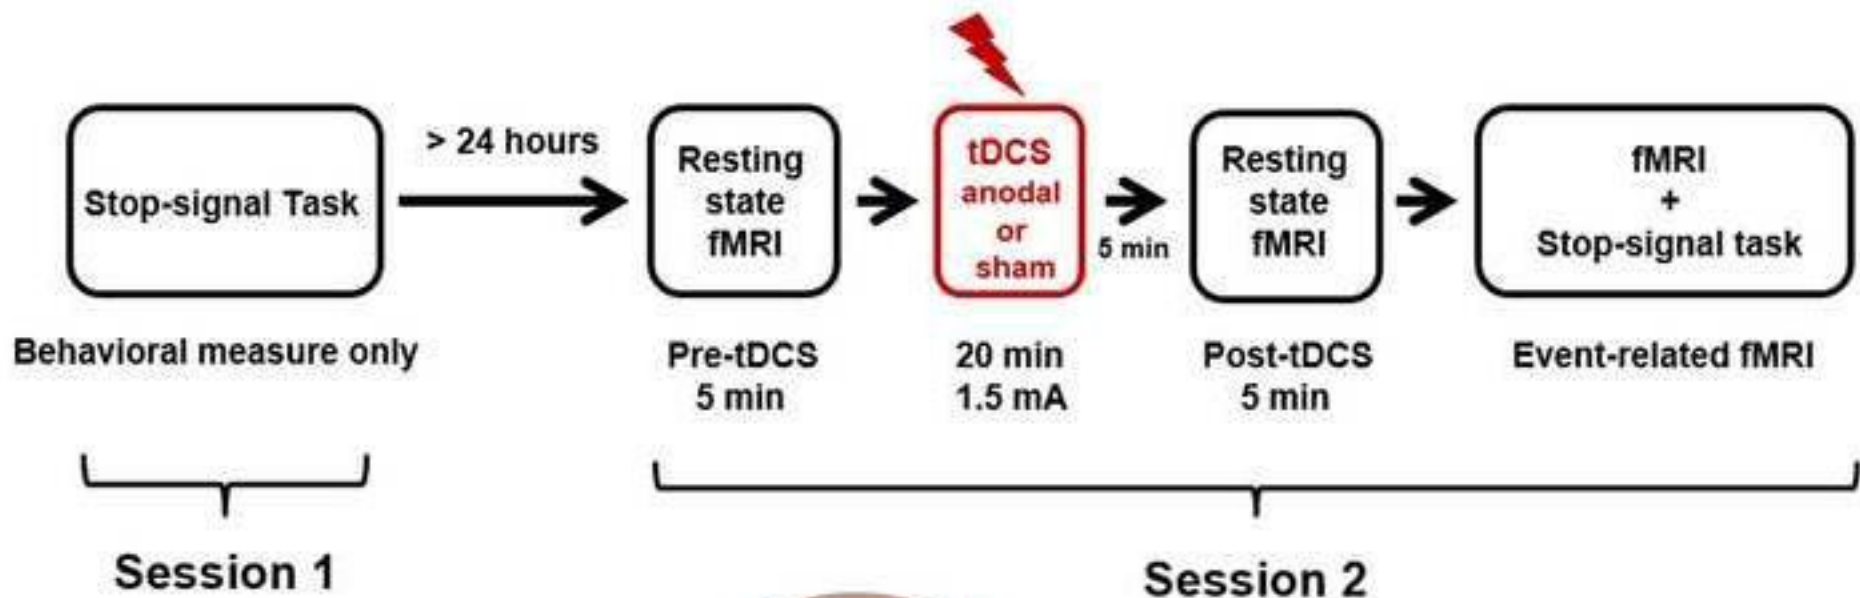 Stop-signal Task
Behavioral measure only
Session 1
> 24 hours
Resting
state
fMRI
Pre-tDCS
5 min
tDCS
anodal
or
sham
20 min
1.5 mA
5 min
Resting
state
fMRI
Post-tDCS
5 min
fMRI
+
Stop-signal task
Event-related fMRI
Session 2